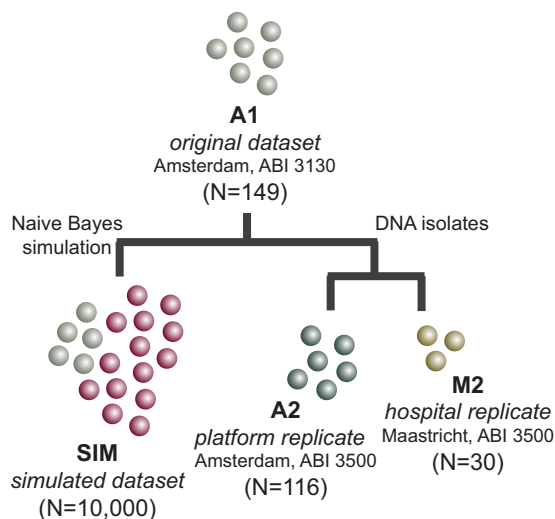 A1
original dataset
Amsterdam, ABI 3130
(N=149)
Naive Bayes
simulation
DNA isolates
SIM
simulated dataset
(N=10,000)
A2
platform replicate
Amsterdam, ABI 3500
(N=116)
M2
hospital replicate
Maastricht, ABI 3500
(N=30)